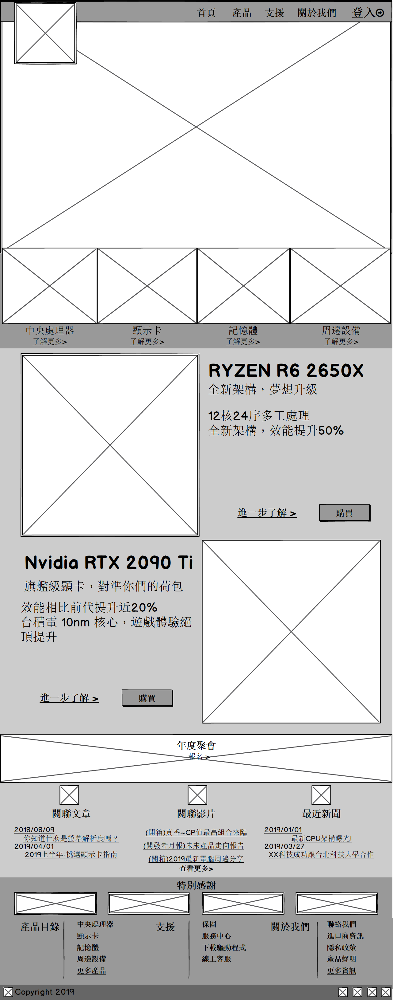 首頁 產品 支援 關於我們 登入
中央處理器 顯示卡 記憶體 周邊設備
了解更多> 了解更多> 了解更多> 了解更多>
RYZEN R6 2650X
全新架構，夢想升級
12核24序多工處理
全新架構，效能提升50%
進一步了解 > 購買
Nvidia RTX 2090 Ti
旗艦級顯卡，對準你們的荷包
效能相比前代提升近20%
台積電 10nm 核心，遊戲體驗絕
頂提升
進一步了解 > 購買
年度聚會
報名 >
關聯文章
2018/08/09
你知道什麼是螢幕解析度嗎？
2019/04/01
2019上半年-挑選顯示卡指南
關聯影片
(開箱)真香~CP值最高組合來臨
(開發者月報)未來產品走向報告
(開箱)2019最新電腦周邊分享
查看更多>
最近新聞
2019/01/01
最新CPU架構曝光!
2019/03/27
XX科技成功跟台北科技大學合作
特別感謝
產品目錄
中央處理器
顯示卡
記憶體
周邊設備
更多產品
支援
保固
服務中心
下載驅動程式
線上客服
關於我們
聯絡我們
進口商資訊
隱私政策
產品聲明
更多資訊
Copyright 2019